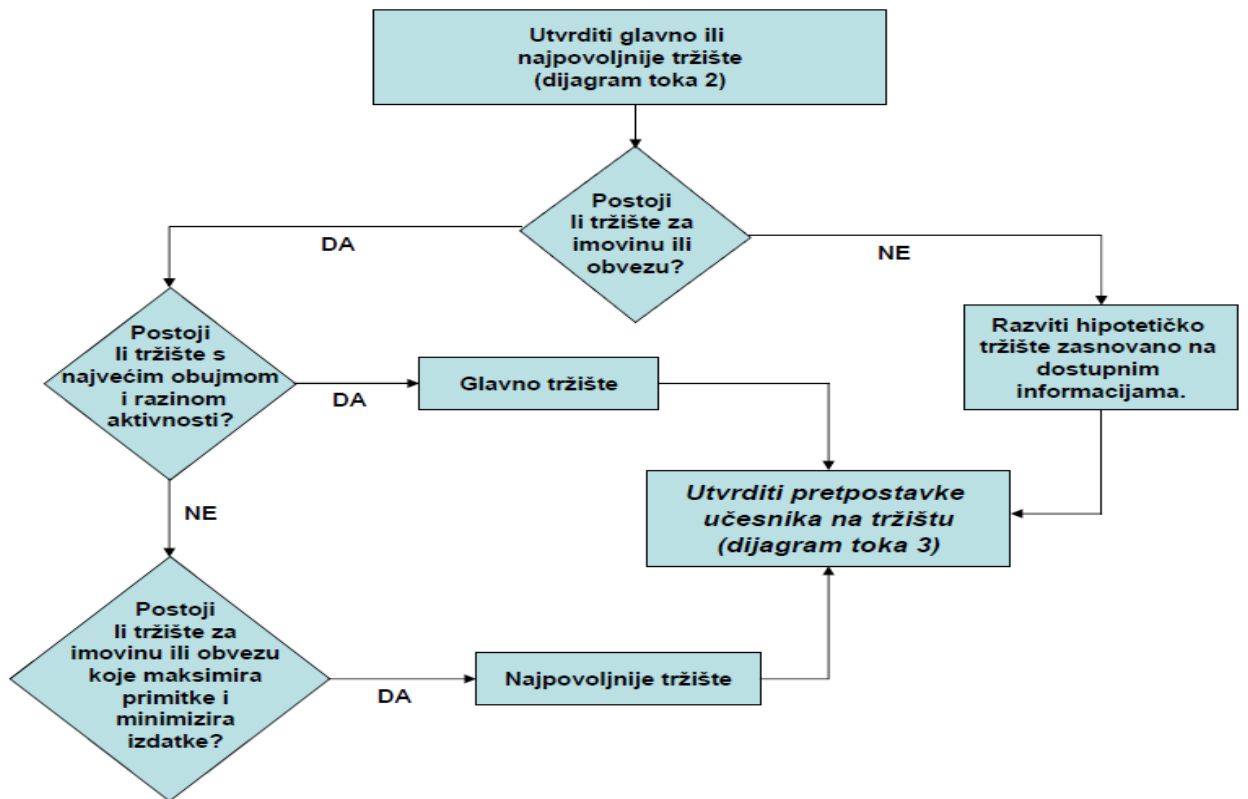 Utvrditi glavno ili
najpovoljnije tržište
(dijagram toka 2)
Postoji
li tržište za
imovinu ili
obvezu?
DA
NE
Postoji
li tržište s
najvećim obujmom
i razinom
aktivnosti?
DA
Glavno tržište
Razviti hipotetičko
tržište zasnovano na
dostupnim
informacijama.
Utvrditi pretpostavke
učesnika na tržištu
(dijagram toka 3)
NE
Postoji
li tržište za
imovinu ili obvezu
koje maksimira
primitke i
minimizira
izdatke?
DA
Najpovoljnije tržište